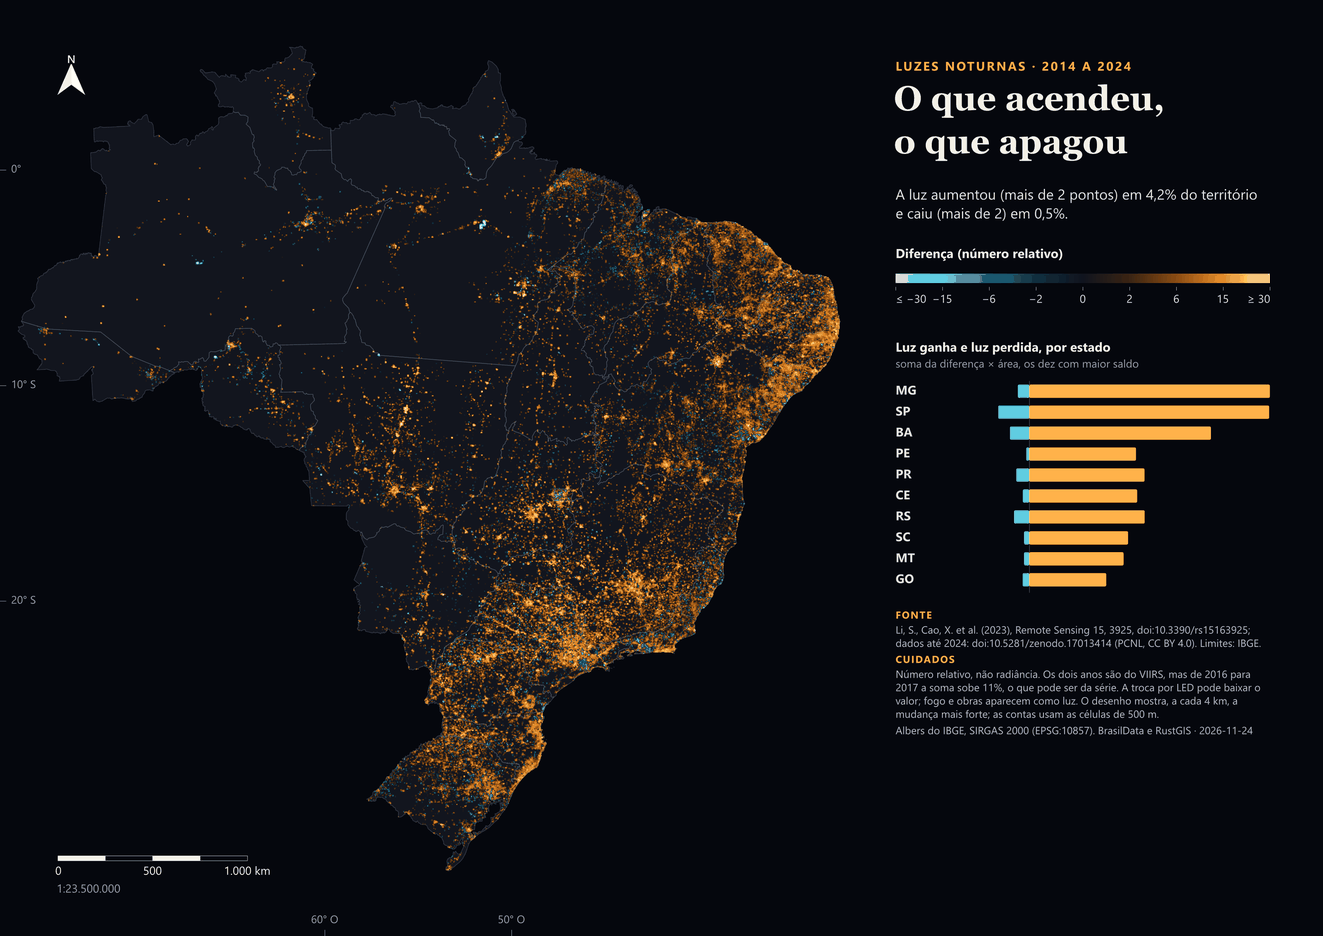 N
0°
10° S
20° S
60° O
50° O
0 500 1.000 km
1:23.500.000
LUZES NOTURNAS · 2014 A 2024
O que acendeu,
o que apagou
A luz aumentou (mais de 2 pontos) em 4,2% do território
e caiu (mais de 2) em 0,5%.
Diferença (número relativo)
≤ −30 −15 −6 −2 0 2 6 15 ≥ 30
Luz ganha e luz perdida, por estado
soma da diferença × área, os dez com maior saldo
MG
SP
BA
PE
PR
CE
RS
SC
MT
GO
FONTE
Li, S., Cao, X. et al. (2023), Remote Sensing 15, 3925, doi:10.3390/rs15163925;
dados até 2024: doi:10.5281/zenodo.17013414 (PCNL, CC BY 4.0). Limites: IBGE.
CUIDADOS
Número relativo, não radiância. Os dois anos são do VIIRS, mas de 2016 para
2017 a soma sobe 11%, o que pode ser da série. A troca por LED pode baixar o
valor; fogo e obras aparecem como luz. O desenho mostra, a cada 4 km, a
mudança mais forte; as contas usam as células de 500 m.
Albers do IBGE, SIRGAS 2000 (EPSG:10857). BrasilData e RustGIS · 2026-11-24